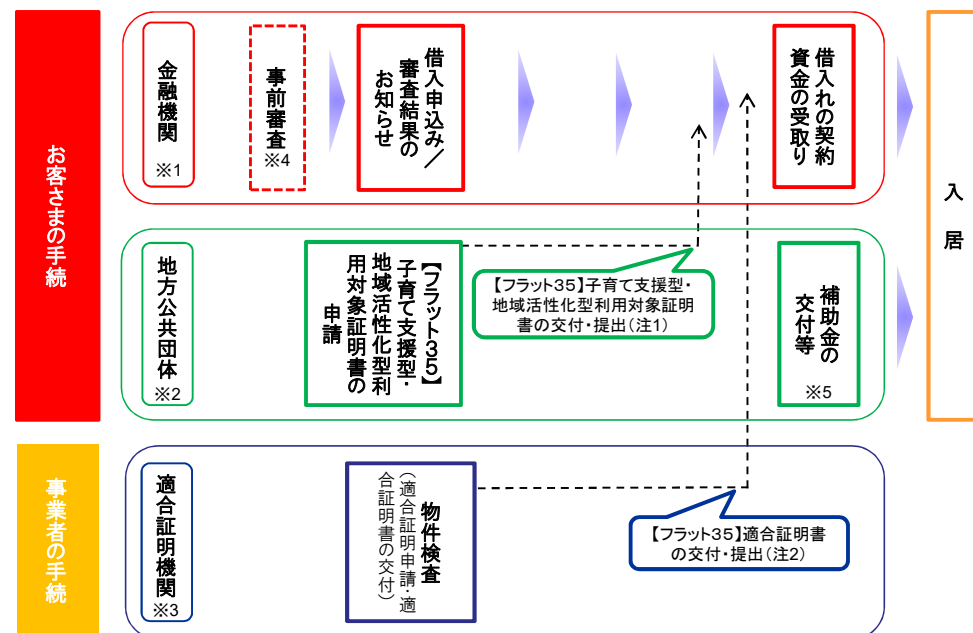 お客さまの手続
金融機関
※1
事前審査
※4
借入申込み／
審査結果の
お知らせ
借入れの契約
資金の受取り
入居
地方公共団体
※2
【フラット35】
子育て支援型・
地域活性化型利
用対象証明書の
申請
【フラット35】子育て支援型・
地域活性化型利用対象証明
書の交付・提出（注1）
補助金の
交付等
※5
事業者の手続
適合証明機関
※3
物件検査
（適合証明申請・適
合証明書の交付）
【フラット35】適合証明書
の交付・提出（注2）